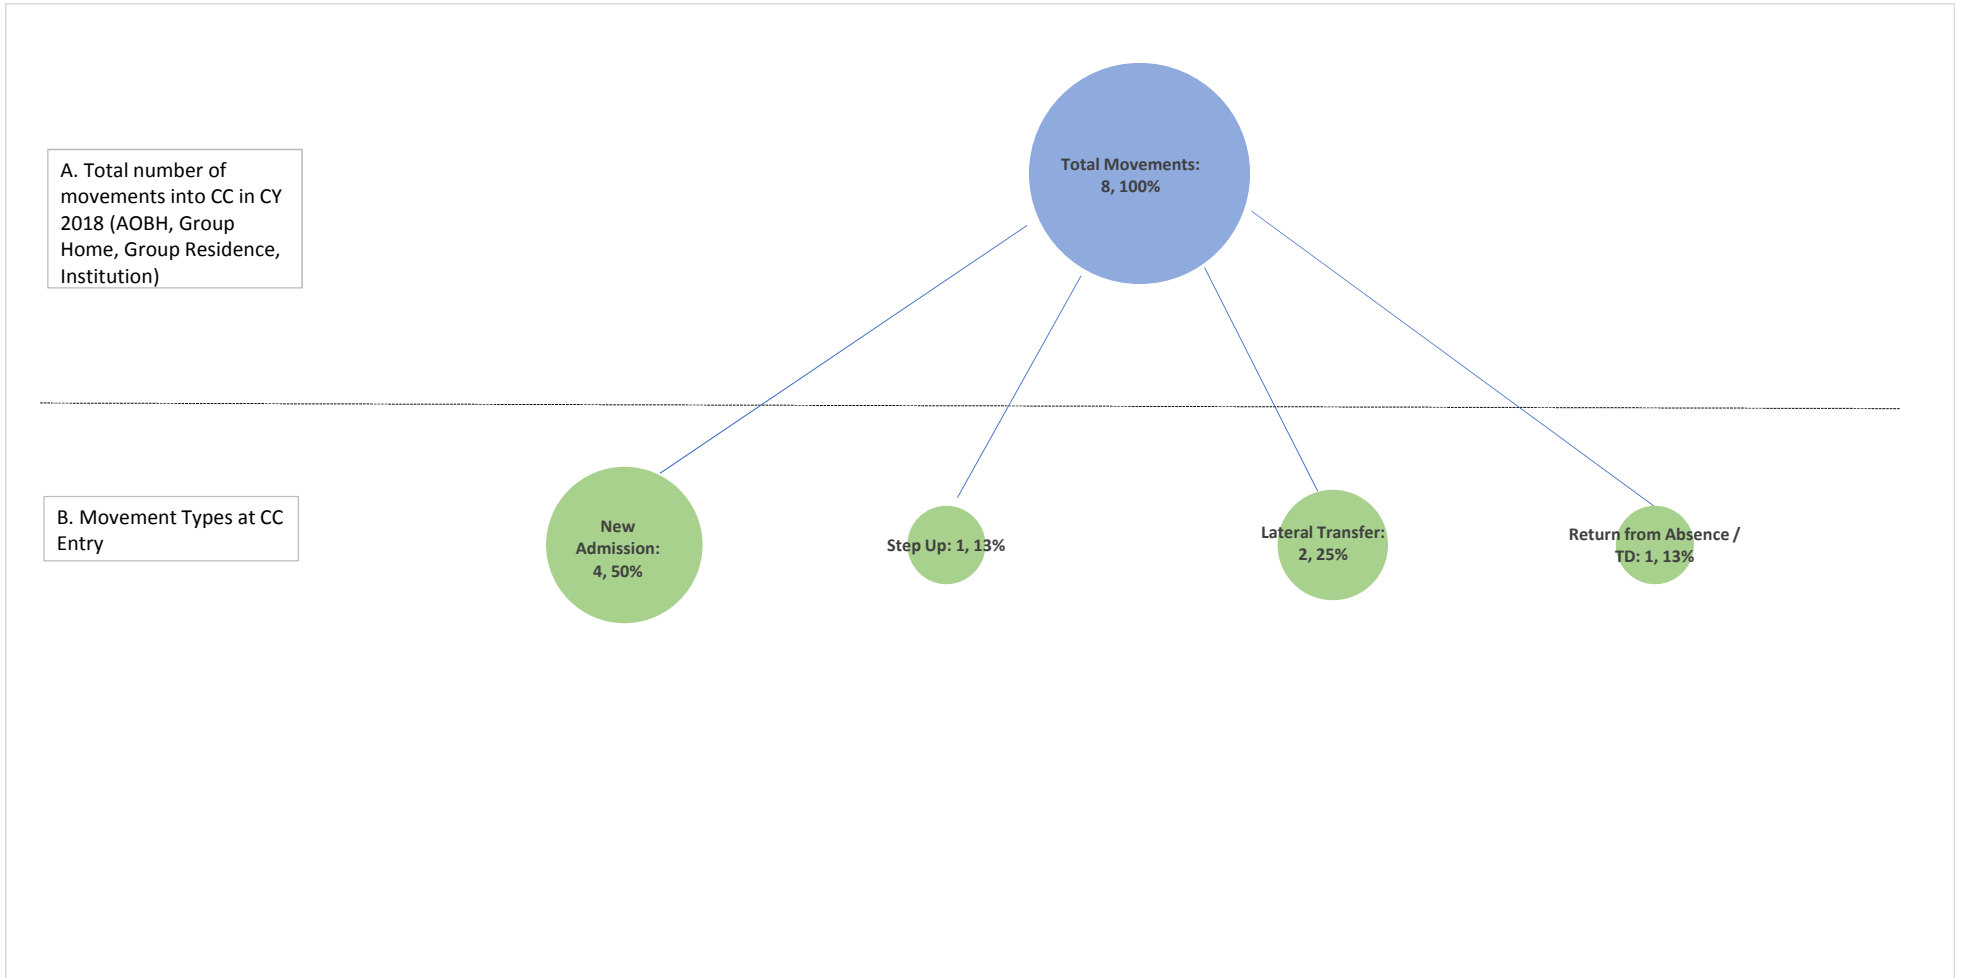 Total Movements:
8, 100%
A. Total number of
movements into CC in CY
2018 (AOBH, Group
Home, Group Residence,
Institution)
B. Movement Types at CC
Entry
New
Admission:
4, 50%
Step Up: 1, 13%
Lateral Transfer:
2, 25%
Return from Absence /
TD: 1, 13%